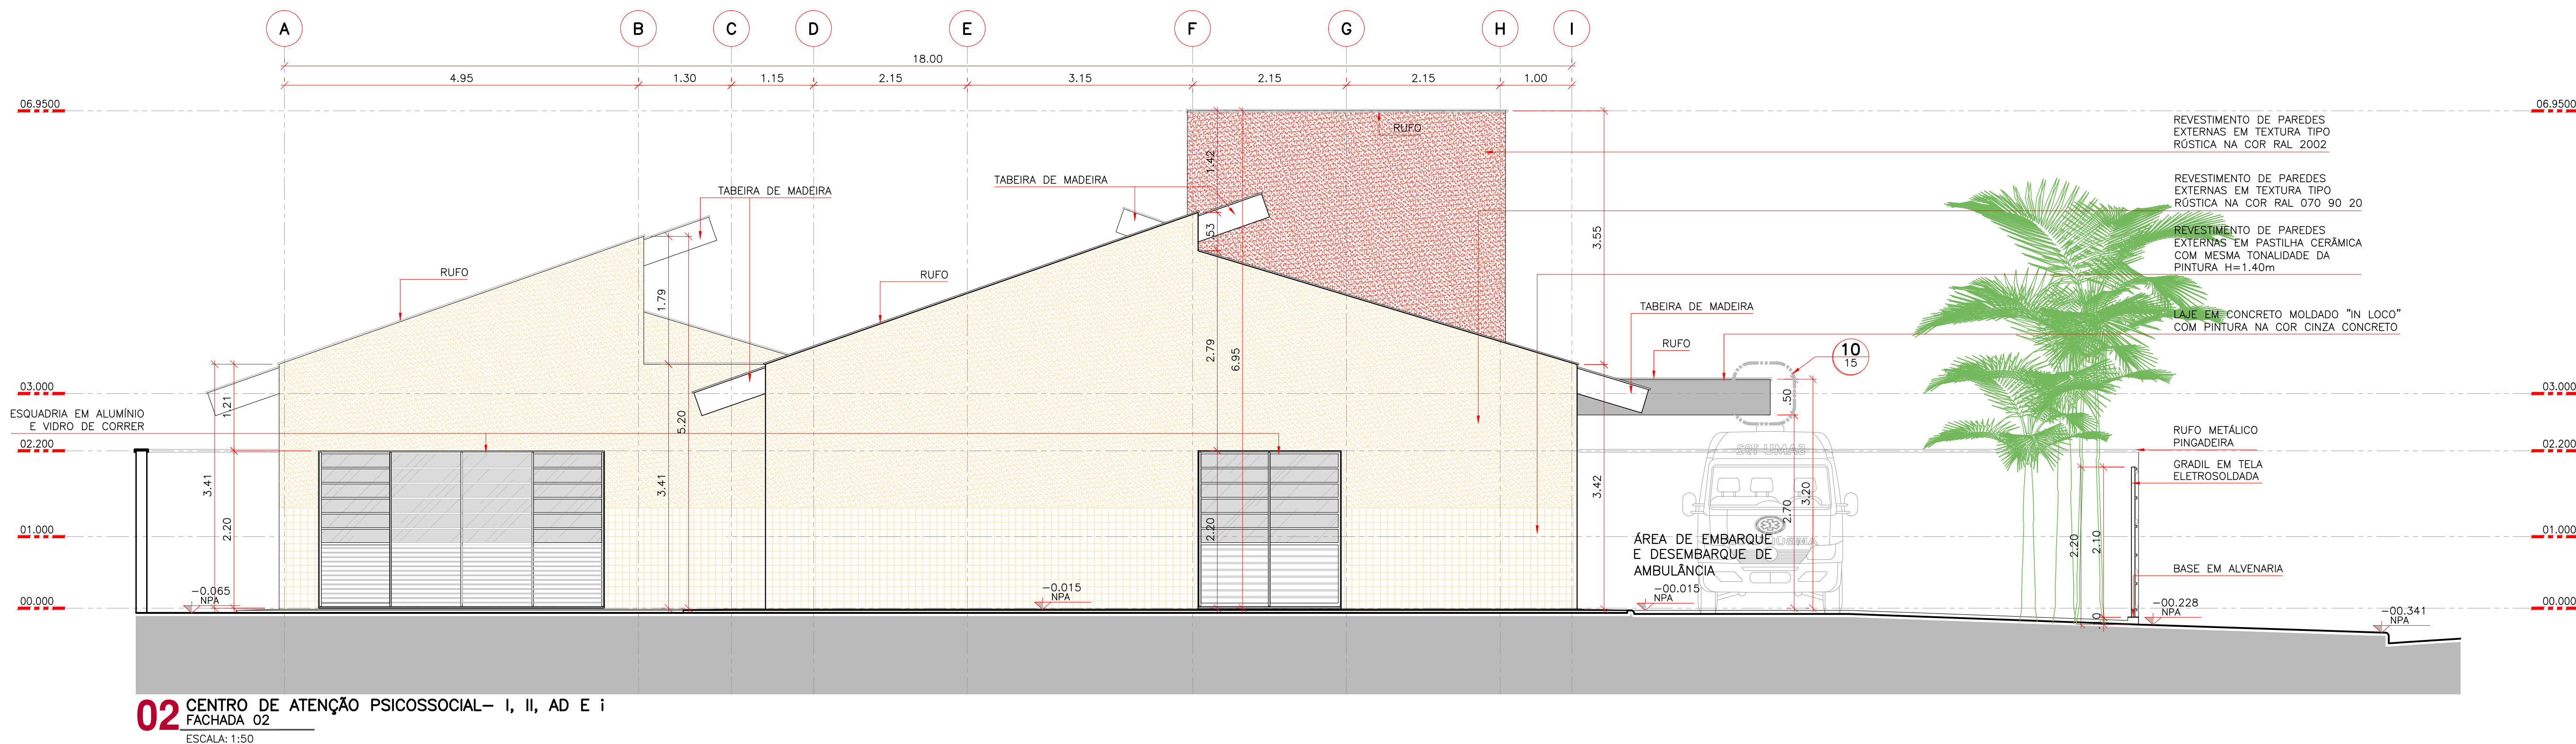 A B C D E F G H I
18.00
4.95 1.30 1.15 2.15 3.15 2.15 2.15 1.00
06.9500
06.9500
RUFO
1.42
REVESTIMENTO DE PAREDES
EXTERNAS EM TEXTURA TIPO
RÚSTICA NA COR RAL 2002
TABEIRA DE MADEIRA
TABEIRA DE MADEIRA
REVESTIMENTO DE PAREDES
EXTERNAS EM TEXTURA TIPO
RÚSTICA NA COR RAL 070 90 20
.53
3.55
REVESTIMENTO DE PAREDES
EXTERNAS EM PASTILHA CERÂMICA
COM MESMA TONALIDADE DA
PINTURA H=1.40m
RUFO
RUFO
1.79
2.79
6.95
TABEIRA DE MADEIRA
LAJE EM CONCRETO MOLDADO "IN LOCO"
COM PINTURA NA COR CINZA CONCRETO
RUFO
10
15
03.000
03.000
1.21
5.20
.50
ESQUADRIA EM ALUMÍNIO
E VIDRO DE CORRER
02.200
02.200
RUFO METÁLICO
PINGADEIRA
SAMU-192
GRADIL EM TELA
ELETROSOLDADA
3.41
2.20
3.41
2.20
3.42
2.70
3.20
2.20
2.10
01.000
01.000
ÁREA DE EMBARQUE
E DESEMBARQUE DE
AMBULÂNCIA
BASE EM ALVENARIA
00.000
00.000
-0.065
NPA
-0.015
NPA
-00.015
NPA
-00.228
NPA
-00.341
NPA
02 CENTRO DE ATENÇÃO PSICOSSOCIAL- I, II, AD E i
FACHADA 02
ESCALA: 1:50